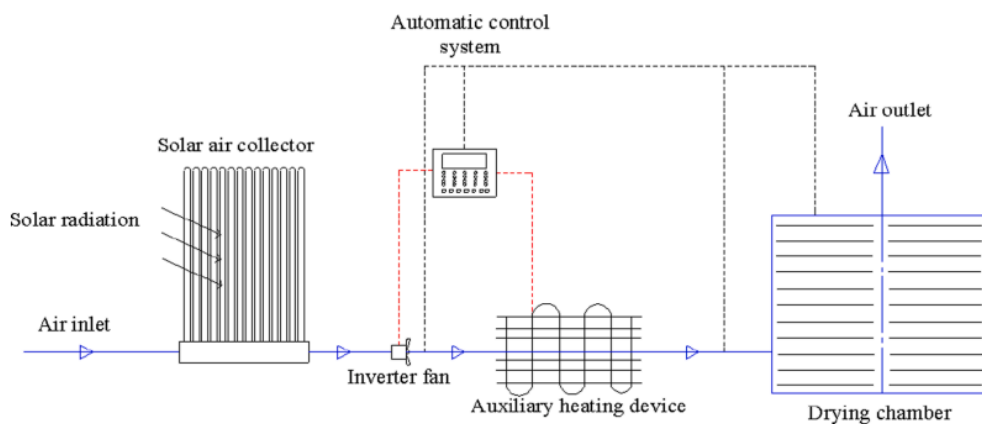 Automatic control
system
Air outlet
Solar air collector
Solar radiation
Air inlet
Inverter fan
Auxiliary heating device
Drying chamber